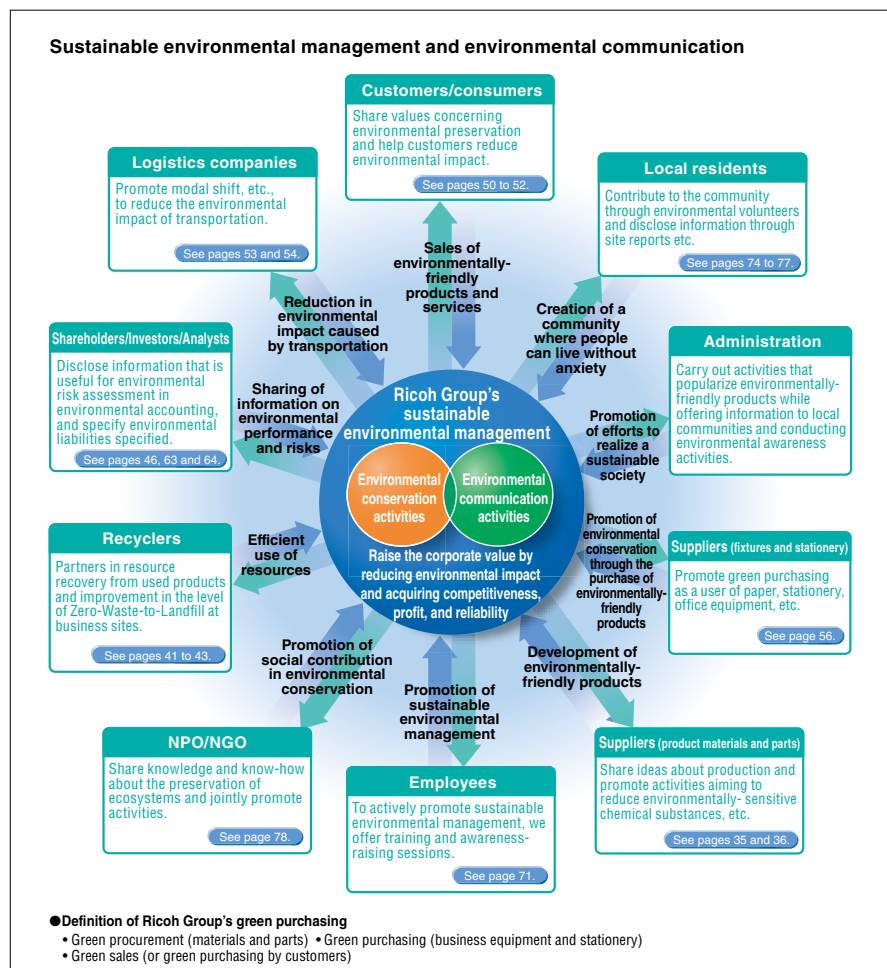 Sustainable environmental management and environmental communication
Customers/consumers
Share values concerning
environmental preservation
and help customers reduce
environmental impact.
See pages 50 to 52.
Logistics companies
Promote modal shift, etc.,
to reduce the environmental
impact of transportation.
See pages 53 and 54.
Local residents
Contribute to the community
through environmental volunteers
and disclose information through
site reports etc.
See pages 74 to 77.
Sales of
environmentally-
friendly
products and
services
Reduction in
environmental
impact caused
by transportation
Creation of a
community
where people
can live without
anxiety
Shareholders/Investors/Analysts
Disclose information that is
useful for environmental
risk assessment in
environmental accounting,
and specify environmental
liabilities specified.
See pages 46, 63 and 64.
Sharing of
information on
environmental
performance
and risks
Administration
Carry out activities that
popularize environmentally-
friendly products while
offering information to local
communities and conducting
environmental awareness
activities.
Promotion
of efforts to
realize a
sustainable
society
Ricoh Group's
sustainable
environmental management
Environmental
conservation
activities
Environmental
communication
activities
Raise the corporate value by
reducing environmental impact
and acquiring competitiveness,
profit, and reliability
Recyclers
Partners in resource
recovery from used products
and improvement in the level
of Zero-Waste-to-Landfill at
business sites.
See pages 41 to 43.
Efficient
use of
resources
Promotion of
environmental
conservation
through the
purchase of
environmentally-
friendly
products
Suppliers (fixtures and stationery)
Promote green purchasing
as a user of paper, stationery,
office equipment, etc.
See page 56.
Promotion of
social contribution
in environmental
conservation
Promotion of
sustainable
environmental
management
Development of
environmentally-
friendly products
NPO/NGO
Share knowledge and know-how
about the preservation of
ecosystems and jointly promote
activities.
See page 78.
Employees
To actively promote sustainable
environmental management, we
offer training and awareness-
raising sessions.
See page 71.
Suppliers (product materials and parts)
Share ideas about production and
promote activities aiming to
reduce environmentally- sensitive
chemical substances, etc.
See pages 35 and 36.
●Definition of Ricoh Group's green purchasing
• Green procurement (materials and parts) • Green purchasing (business equipment and stationery)
• Green sales (or green purchasing by customers)